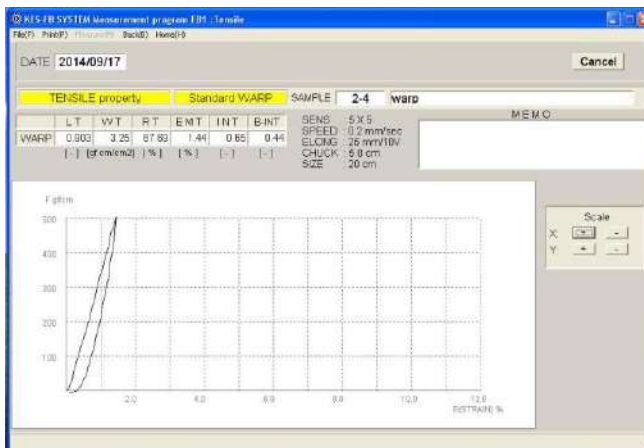 KES-FB SYSTEM Measurement program FB1 : Tensile
File(F) Print(P) Measure(M) Back(B) Home(H)
DATE 2014/09/17 Cancel
TENSILE property Standard WARP SAMPLE 2-4 warp
LT WT RT EMT INT B-INT
WARP 0.903 3.25 67.69 1.44 0.65 0.44
[ - ] [gf cm/cm2] [ % ] [ % ] [ - ] [ - ]
SENS : 5 X 5
SPEED : 0.2 mm/sec
ELONG : 25 mm/10V
CHUCK : 5.0 cm
SIZE : 20 cm
MEMO
F gf/cm
500
400
300
200
100
2.0 4.0 6.0 8.0 10.0 12.0
E(STRAIN) %
Scale
X: + -
Y: + -